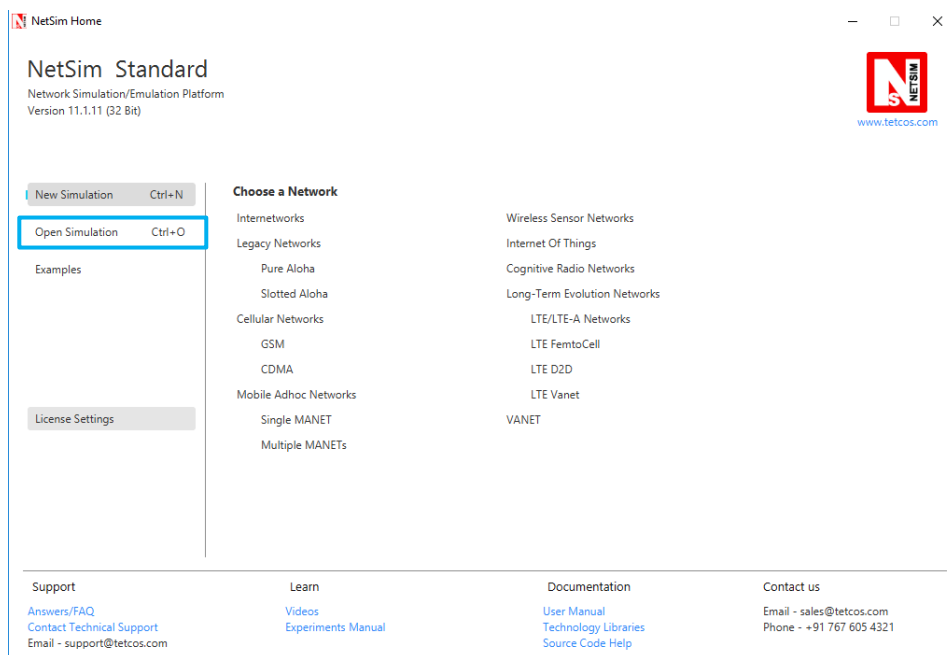 NetSim Home
NetSim Standard
Network Simulation/Emulation Platform
Version 11.1.11 (32 Bit)
NS NETSIM
www.tetcos.com
New Simulation Ctrl+N
Open Simulation Ctrl+O
Examples
License Settings
Choose a Network
Internetworks
Legacy Networks
Pure Aloha
Slotted Aloha
Cellular Networks
GSM
CDMA
Mobile Adhoc Networks
Single MANET
Multiple MANETs
Wireless Sensor Networks
Internet Of Things
Cognitive Radio Networks
Long-Term Evolution Networks
LTE/LTE-A Networks
LTE FemtoCell
LTE D2D
LTE Vanet
VANET
Support
Answers/FAQ
Contact Technical Support
Email - support@tetcos.com
Learn
Videos
Experiments Manual
Documentation
User Manual
Technology Libraries
Source Code Help
Contact us
Email - sales@tetcos.com
Phone - +91 767 605 4321